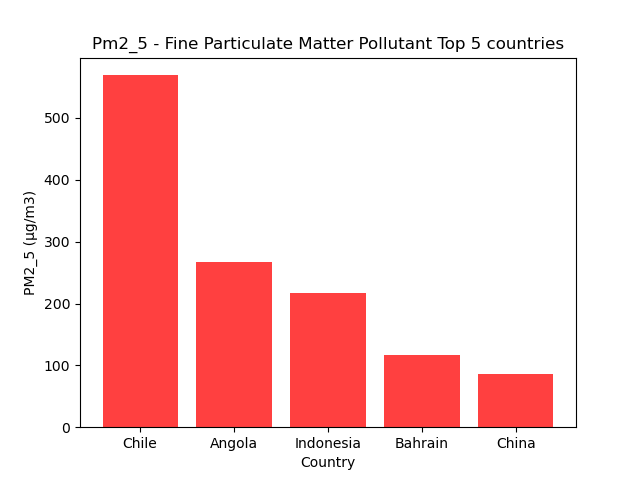 Pm2_5 - Fine Particulate Matter Pollutant Top 5 countries
PM2_5 (µg/m3)
500
400
300
200
100
0
Chile Angola Indonesia Bahrain China
Country